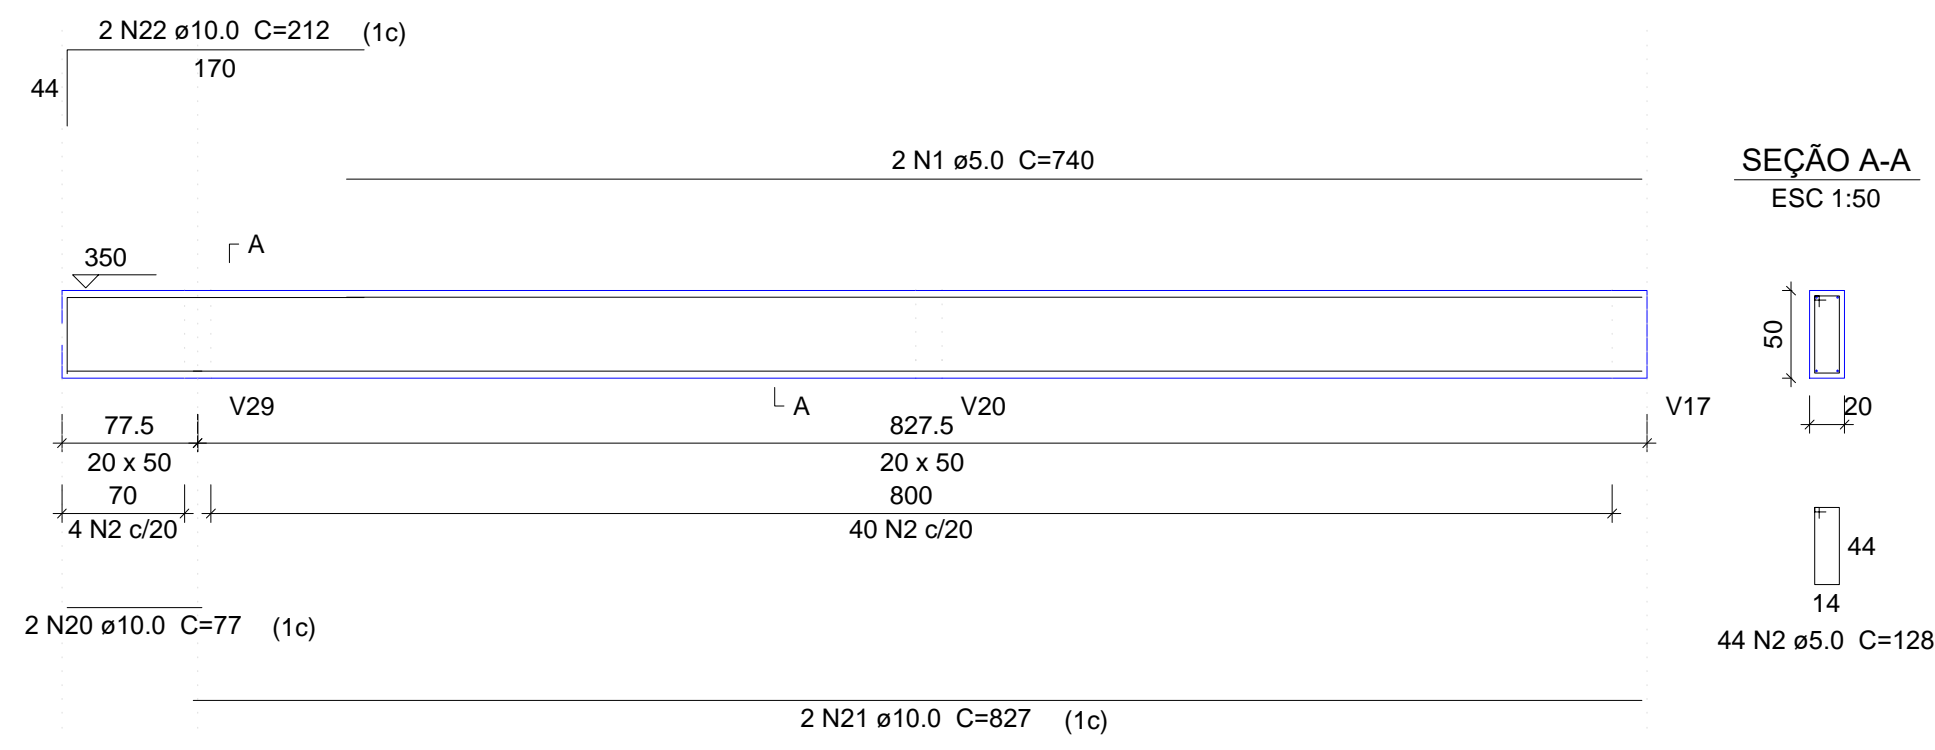 2 N22 ø10.0 C=212 (1c)
170
44
2 N1 ø5.0 C=740
SEÇÃO A-A
ESC 1:50
A
350
50
V29
A
V20
V17
20
77.5
827.5
20 x 50
20 x 50
70
800
4 N2 c/20
40 N2 c/20
44
14
2 N20 ø10.0 C=77 (1c)
44 N2 ø5.0 C=128
2 N21 ø10.0 C=827 (1c)